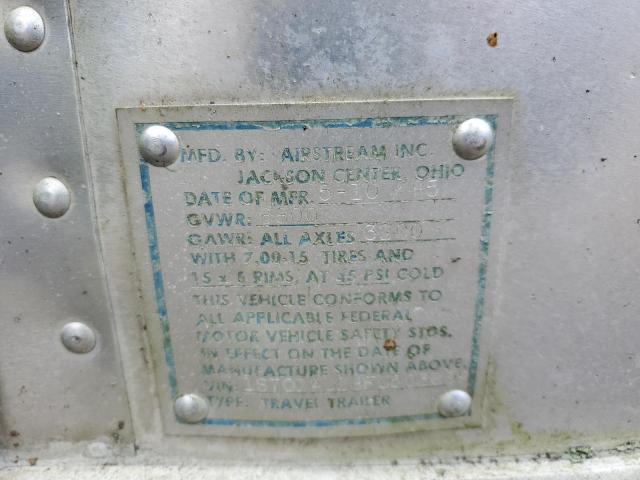 MFD. BY: AIRSTREAM INC.
JACKSON CENTER, OHIO
DATE OF MFR. 5-10
GVWR:
GAWR: ALL AXLES
WITH 7.00-15 TIRES AND
15 x 6 RIMS, AT 45 PSI COLD
THIS VEHICLE CONFORMS TO
ALL APPLICABLE FEDERAL
MOTOR VEHICLE SAFETY STDS.
IN EFFECT ON THE DATE OF
MANUFACTURE SHOWN ABOVE.
VIN:
TYPE: TRAVEL TRAILER